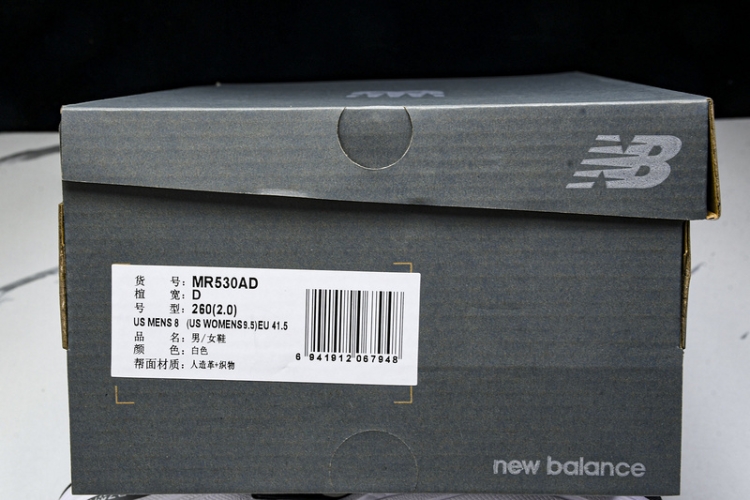 NB
货 号: MR530AD
楦 宽: D
号 型: 260(2.0)
US MENS 8 (US WOMENS9.5)EU 41.5
品 名: 男/女鞋
颜 色: 白色
帮面材质: 人造革+织物
6 941912 067948
new balance